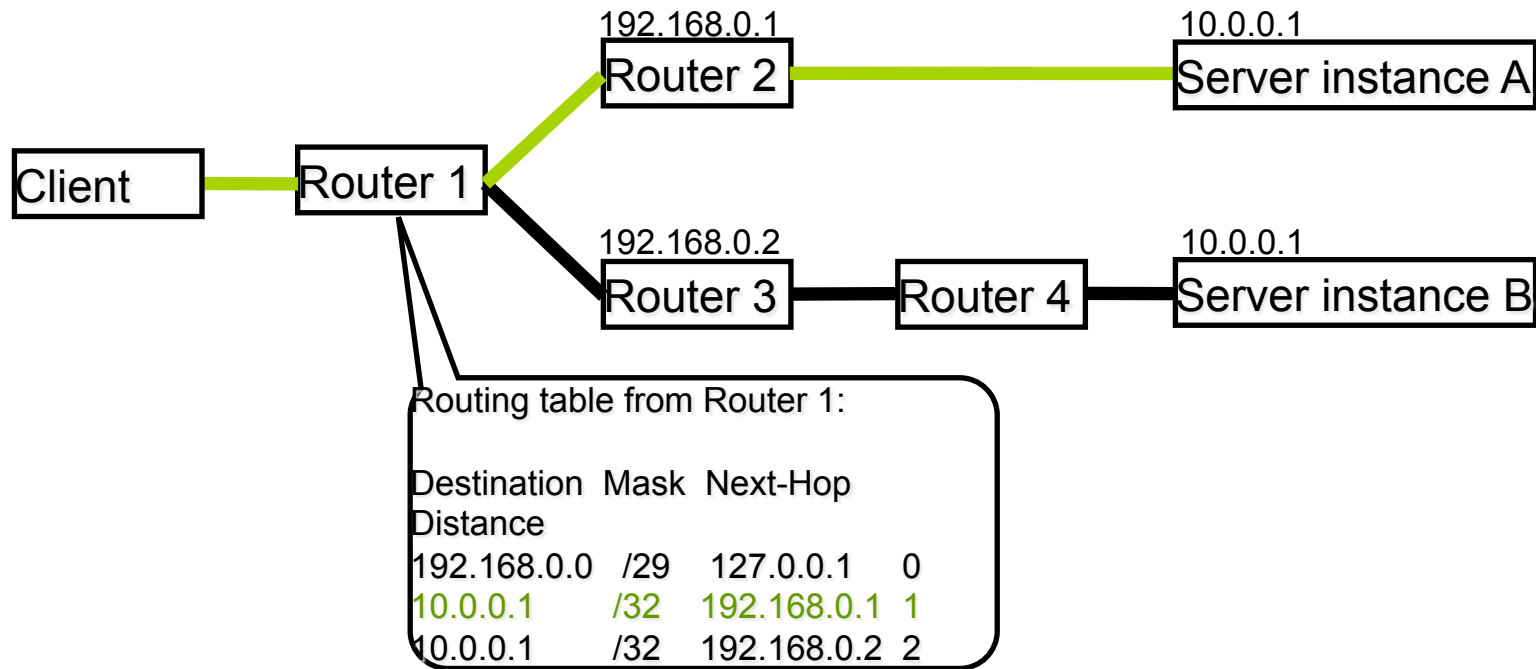 192.168.0.1
10.0.0.1
Router 2
Server instance A
Client
Router 1
192.168.0.2
10.0.0.1
Router 3
Router 4
Server instance B
Routing table from Router 1:
Destination Mask Next-Hop
Distance
192.168.0.0 /29 127.0.0.1 0
10.0.0.1 /32 192.168.0.1 1
10.0.0.1 /32 192.168.0.2 2